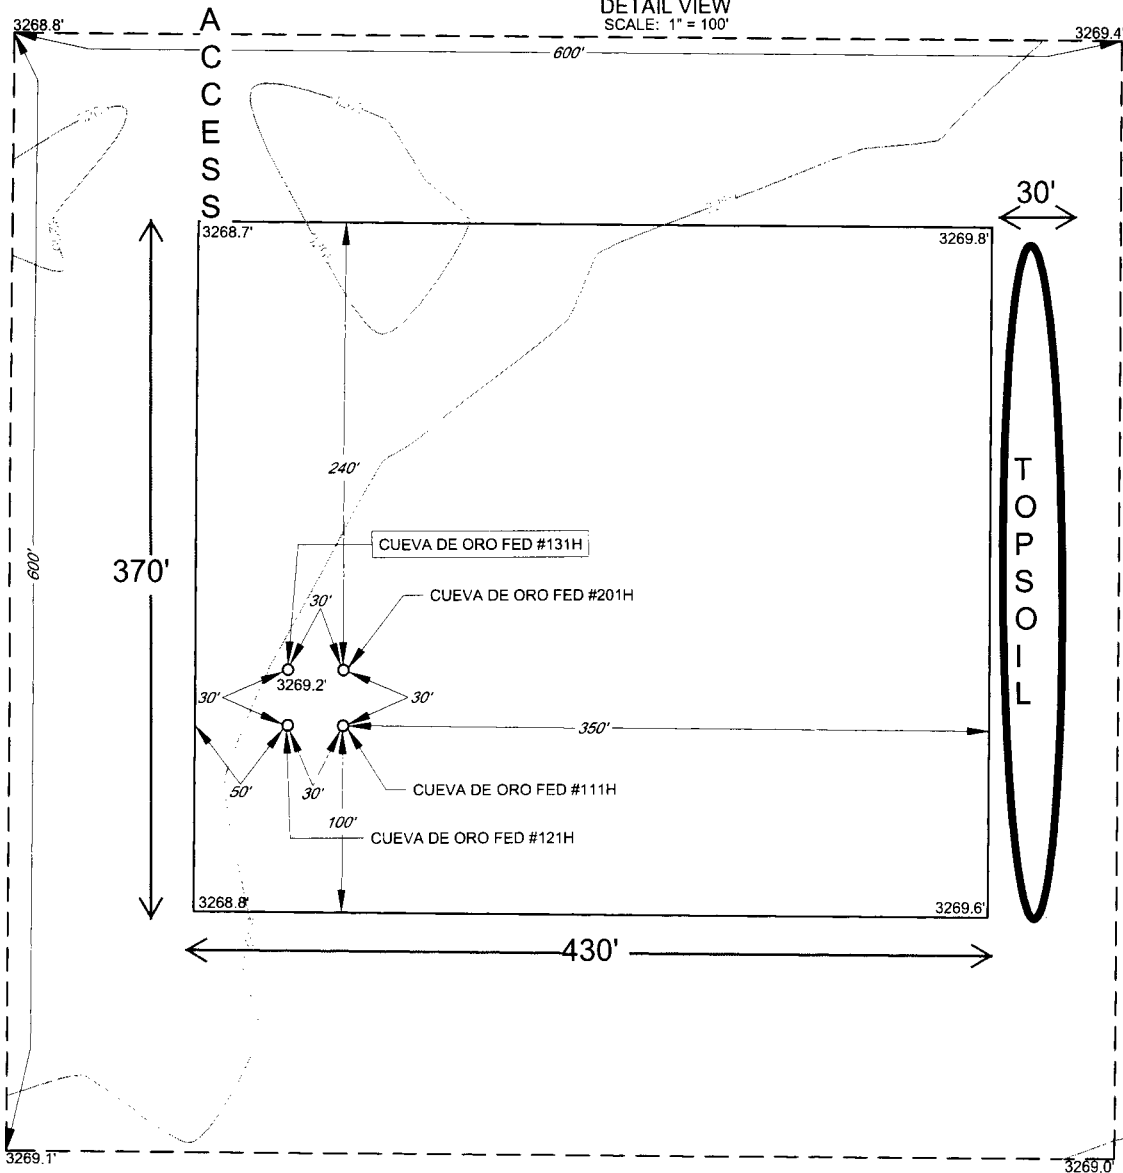 DETAIL VIEW
SCALE: 1" = 100'
3268.8'
3269.4'
600'
ACCESS
30'
3268.7'
3269.8'
240'
600'
370'
TOPSOIL
CUEVA DE ORO FED #131H
CUEVA DE ORO FED #201H
30'
3269.2'
30'
30'
350'
50'
30'
CUEVA DE ORO FED #111H
100'
CUEVA DE ORO FED #121H
3268.8'
3269.6'
430'
3269.1'
3269.0'